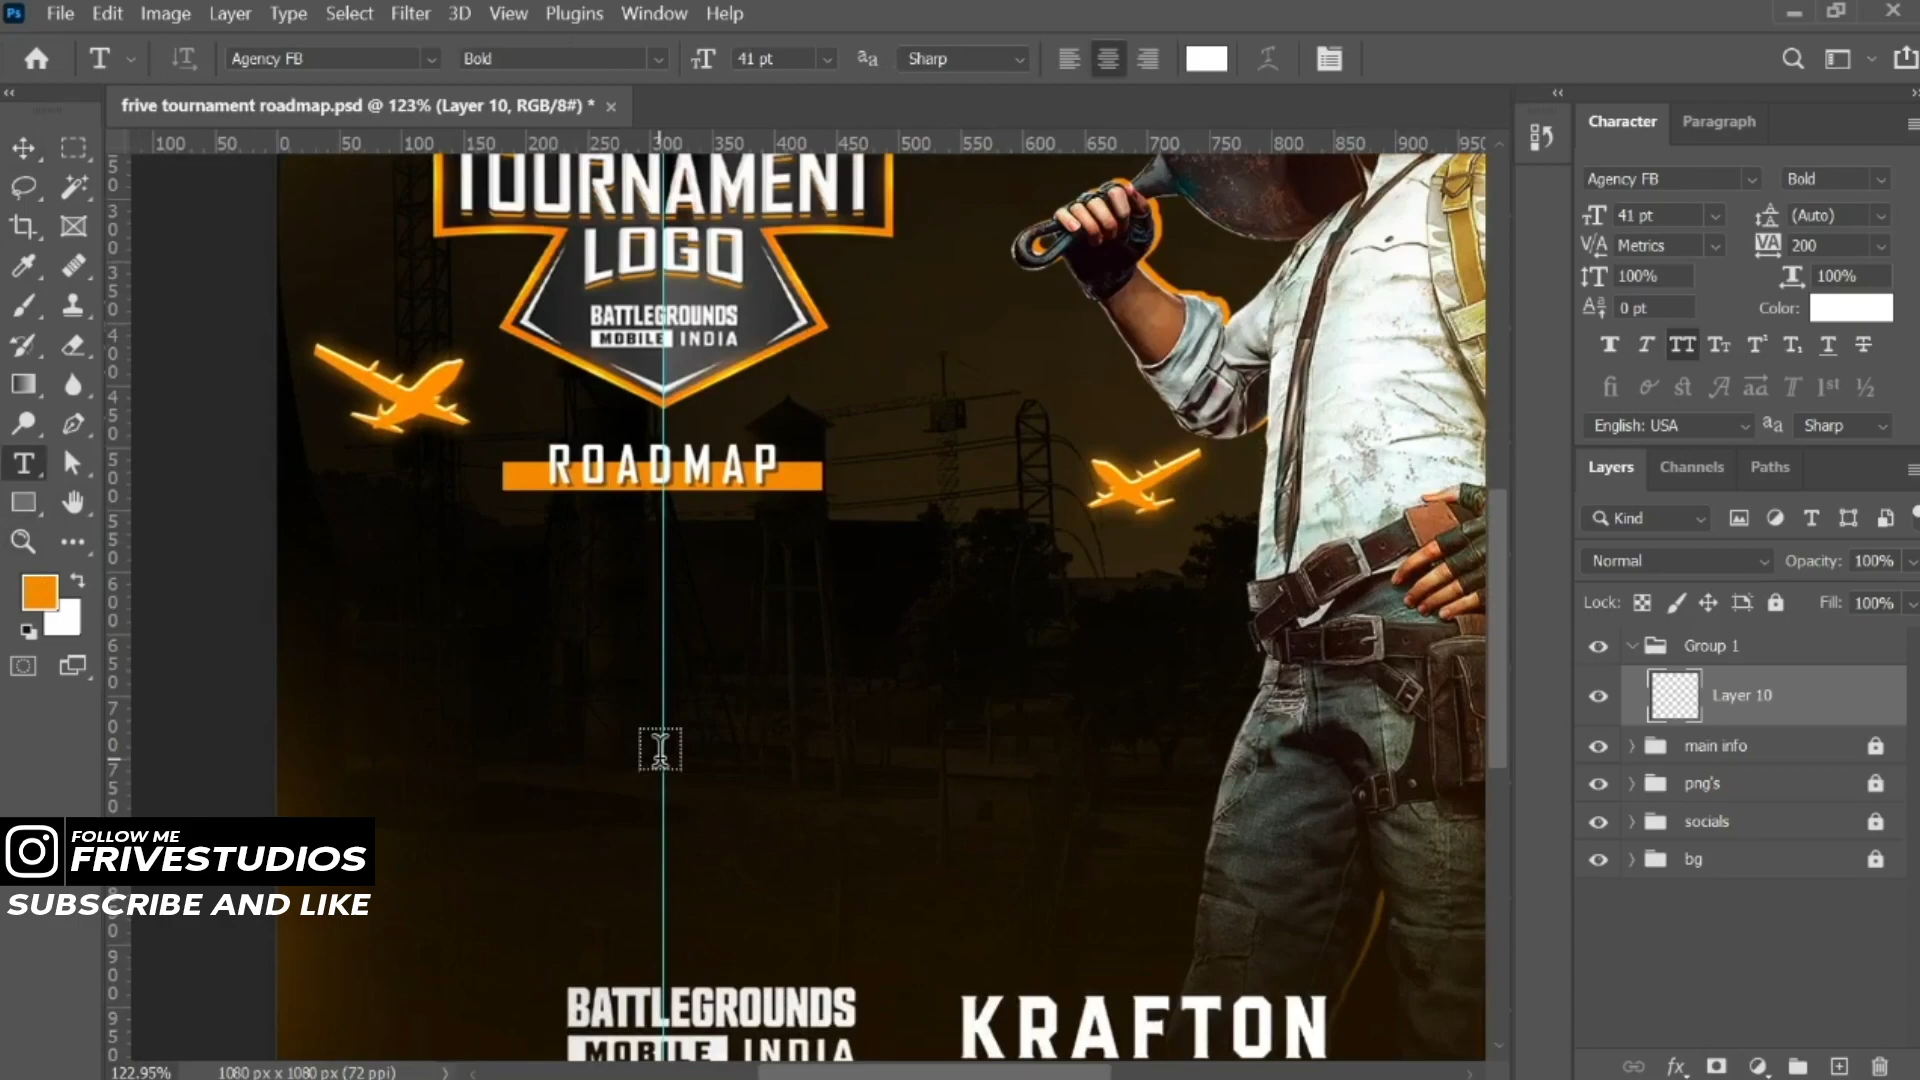 Ps File Edit Image Layer Type Select Filter 3D View Plugins Window Help
Agency FB Bold 41 pt Sharp
frive tournament roadmap.psd @ 123% (Layer 10, RGB/8#) * ×
100 50 0 50 100 150 200 250 300 350 400 450 500 550 600 650 700 750 800 850 900 950
TOURNAMENT
LOGO
BATTLEGROUNDS
MOBILE INDIA
ROADMAP
FOLLOW ME
FRIVESTUDIOS
SUBSCRIBE AND LIKE
BATTLEGROUNDS
MOBILE INDIA
KRAFTON
122.95% 1080 px x 1080 px (72 ppi)
Character Paragraph
Agency FB Bold
41 pt (Auto)
Metrics 200
100% 100%
0 pt Color:
English: USA Sharp
Layers Channels Paths
Kind
Normal Opacity: 100%
Lock: Fill: 100%
Group 1
Layer 10
main info
png's
socials
bg